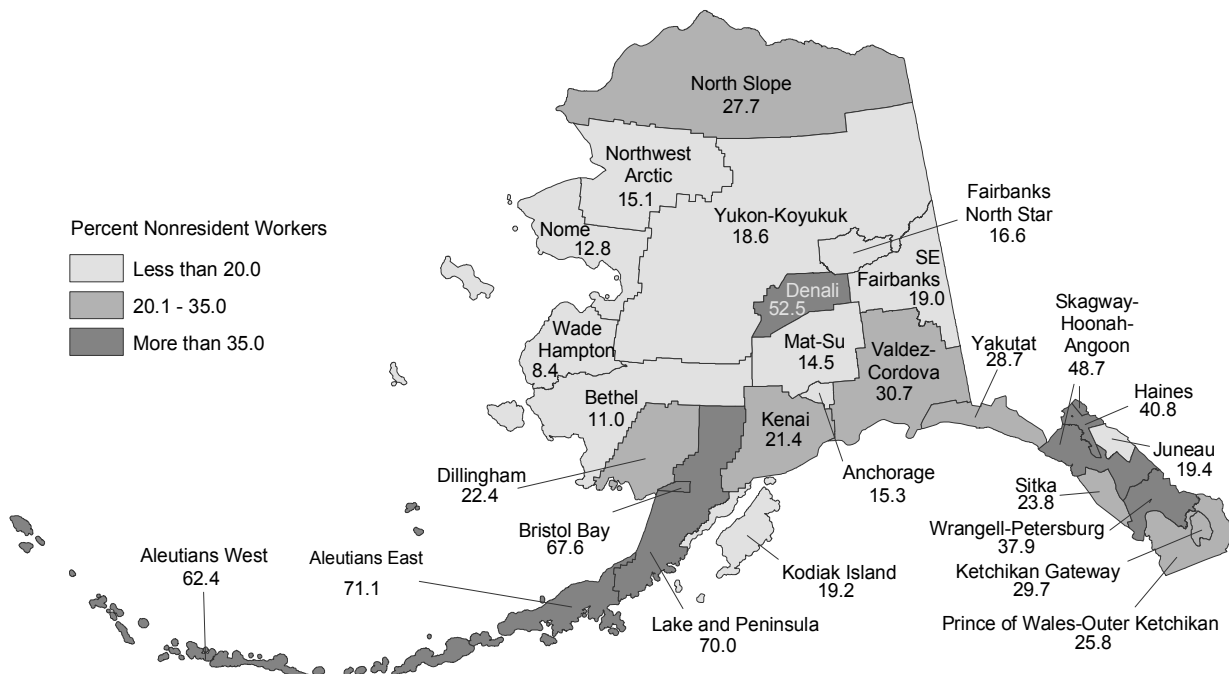 North Slope
27.7
Northwest
Arctic
15.1
Fairbanks
North Star
16.6
Percent Nonresident Workers
Less than 20.0
20.1 - 35.0
More than 35.0
Nome
12.8
Yukon-Koyukuk
18.6
SE
Fairbanks
19.0
Denali
52.5
Skagway-
Hoonah-
Angoon
48.7
Wade
Hampton
8.4
Mat-Su
14.5
Valdez-
Cordova
30.7
Yakutat
28.7
Haines
40.8
Bethel
11.0
Kenai
21.4
Juneau
19.4
Dillingham
22.4
Anchorage
15.3
Sitka
23.8
Bristol Bay
67.6
Wrangell-Petersburg
37.9
Aleutians West
62.4
Aleutians East
71.1
Kodiak Island
19.2
Ketchikan Gateway
29.7
Lake and Peninsula
70.0
Prince of Wales-Outer Ketchikan
25.8